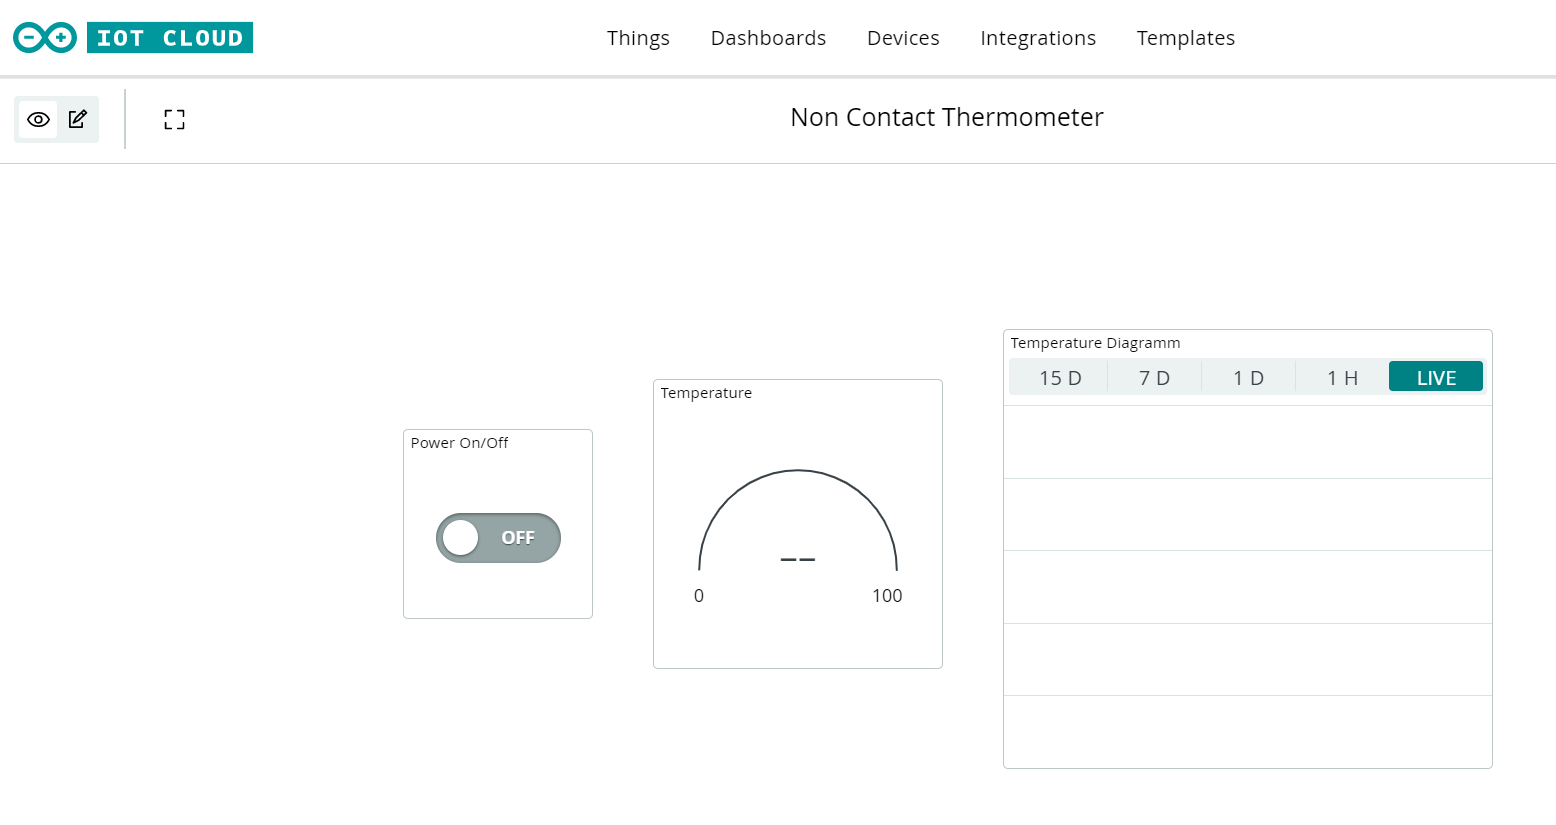 IOT CLOUD
Things Dashboards Devices Integrations Templates
Non Contact Thermometer
Power On/Off
OFF
Temperature
--
0 100
Temperature Diagramm
15 D 7 D 1 D 1 H LIVE